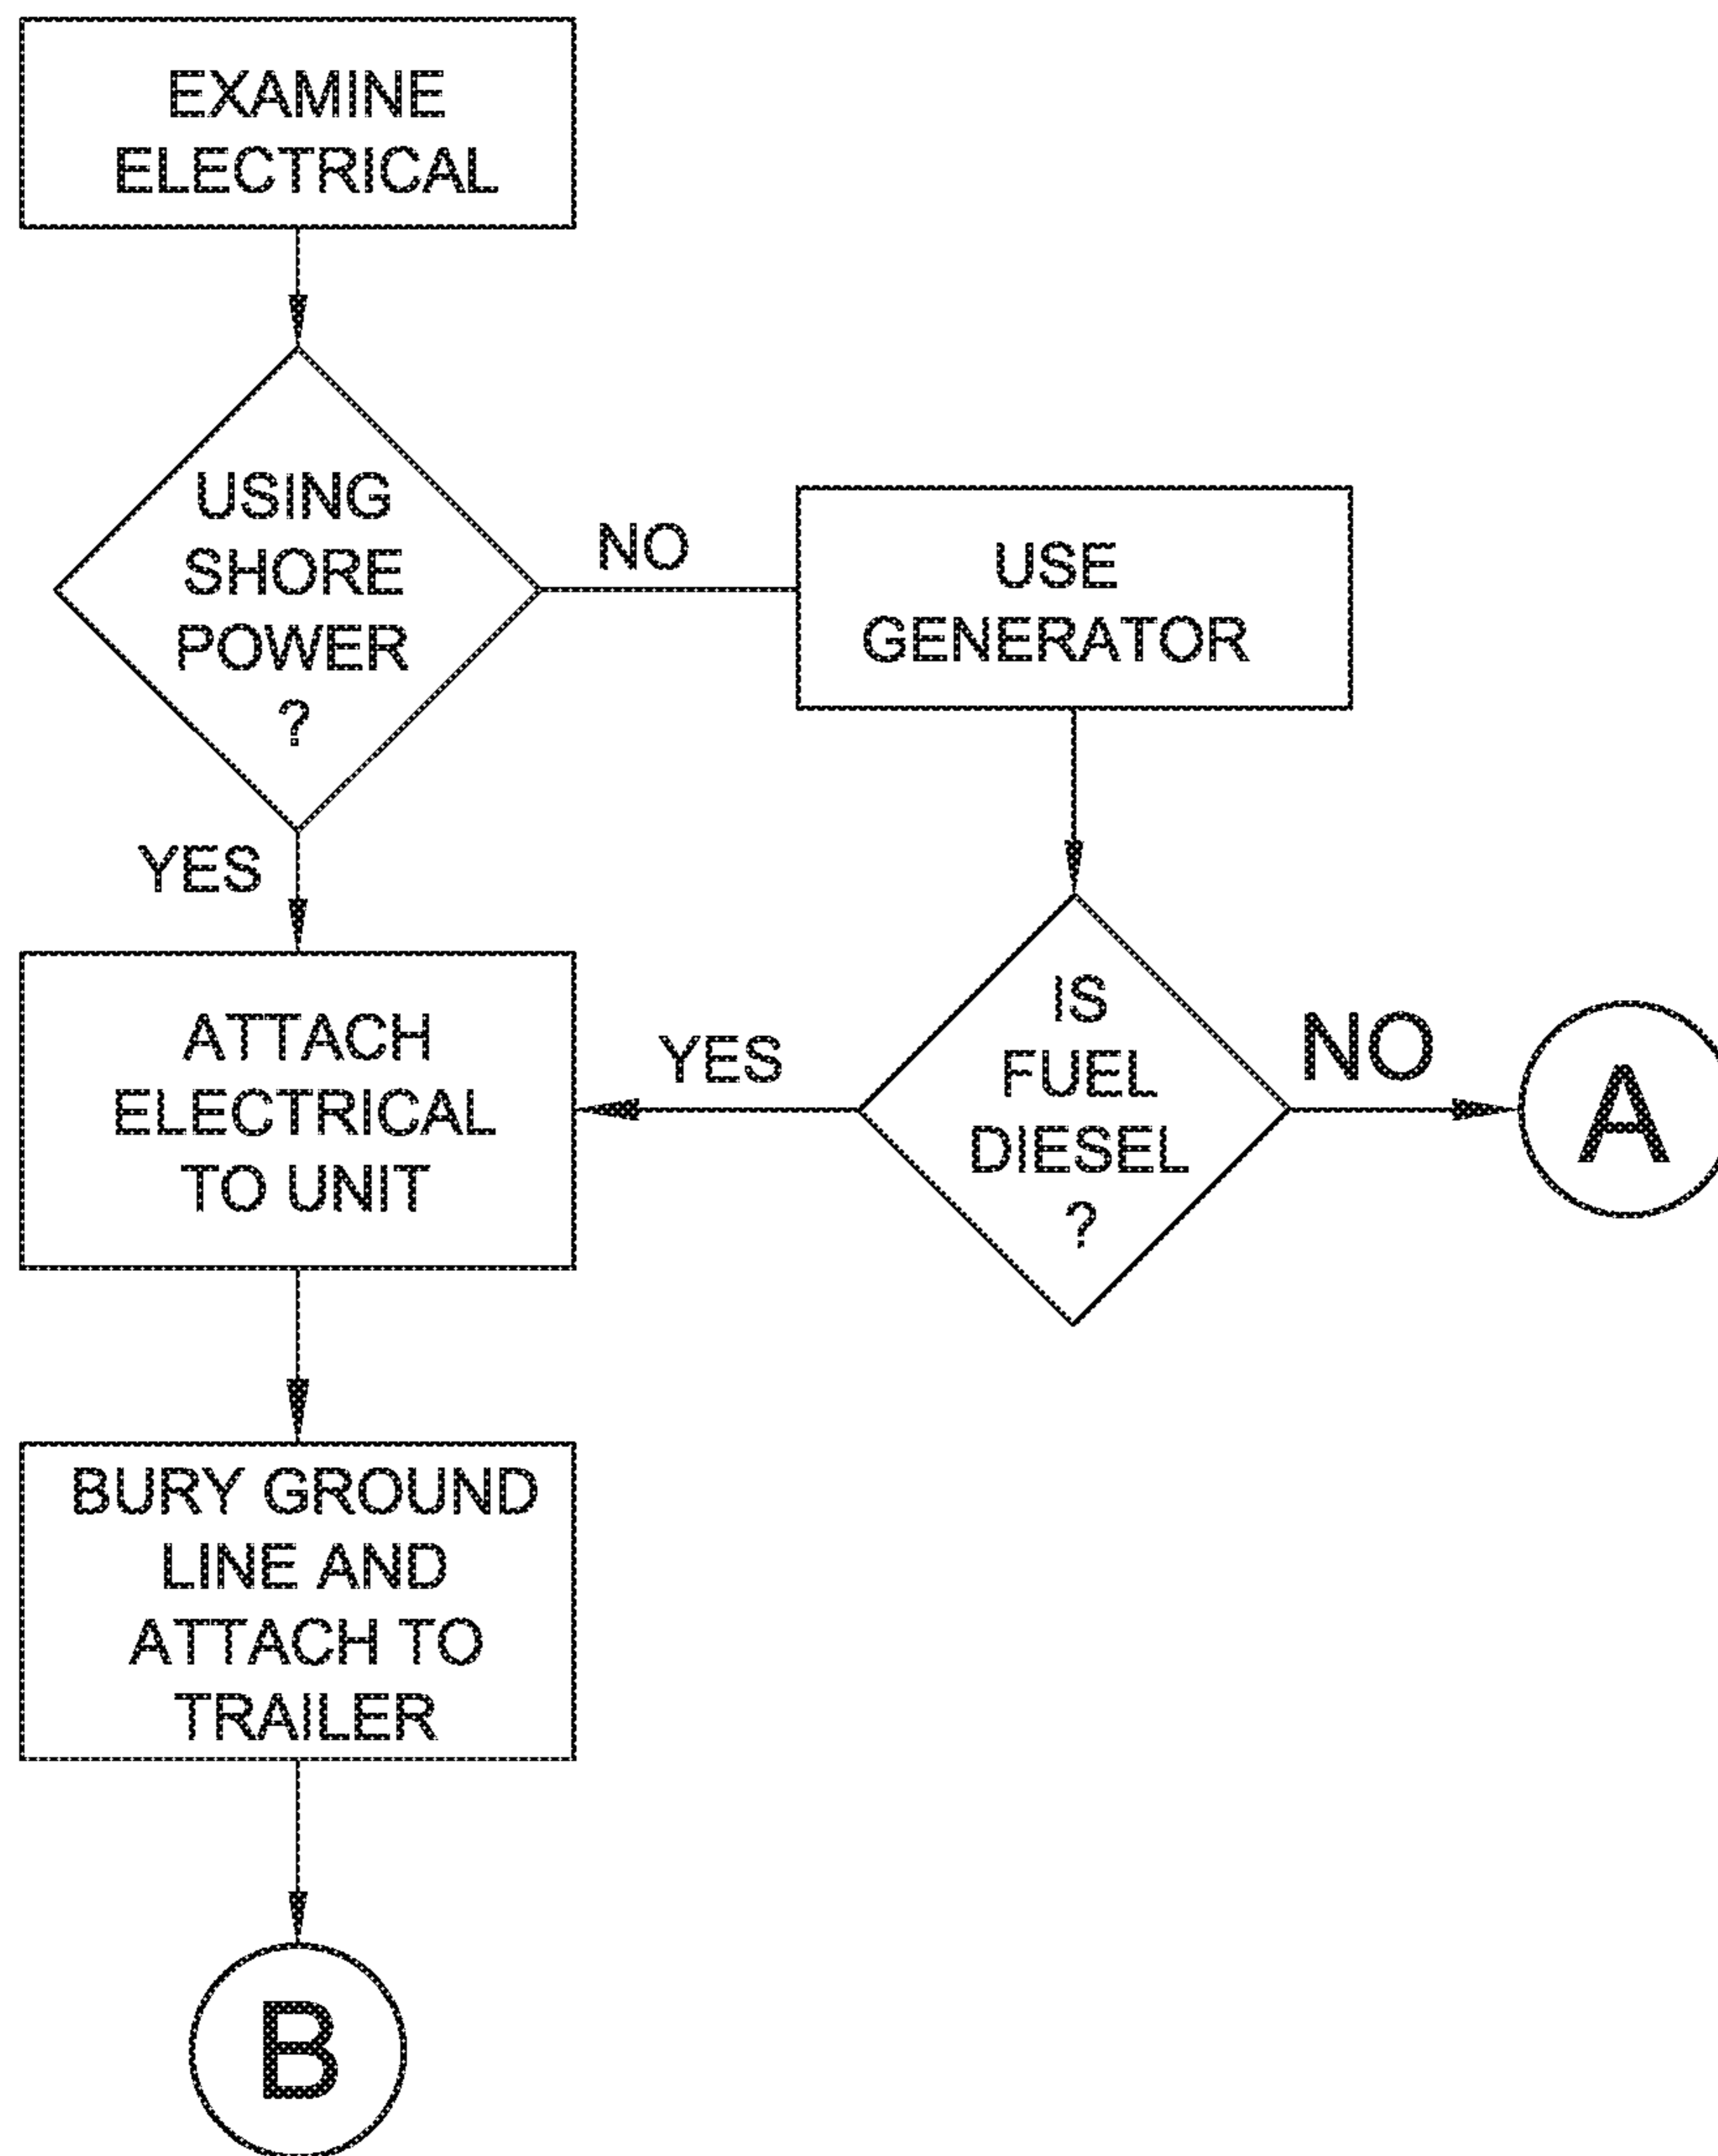 EXAMINE
ELECTRICAL
USING
SHORE
POWER
?
NO
USE
GENERATOR
YES
ATTACH
ELECTRICAL
TO UNIT
YES
IS
FUEL
DIESEL
?
NO
A
BURY GROUND
LINE AND
ATTACH TO
TRAILER
B